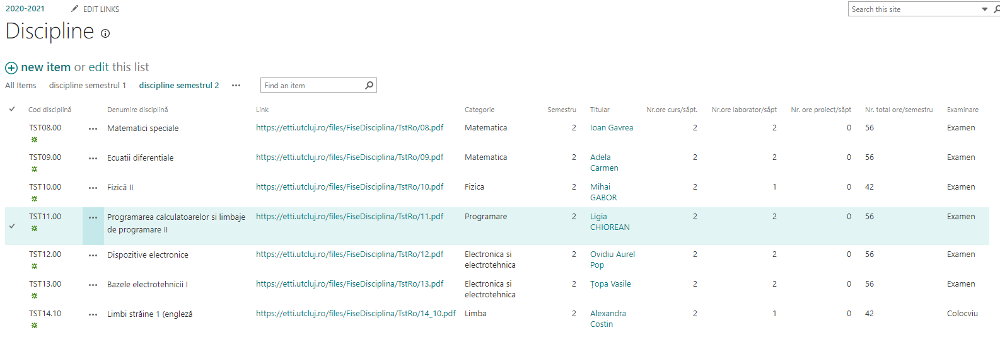 2020-2021 EDIT LINKS Search this site
Discipline
new item or edit this list
All Items discipline semestrul 1 discipline semestrul 2 ••• Find an item
Cod disciplină Denumire disciplină Link Categorie Semestru Titular Nr.ore curs/săpt. Nr.ore laborator/săpt Nr. ore proiect/săpt Nr. total ore/semestru Examinare
TST08.00 ••• Matematici speciale https://etti.utcluj.ro/files/FiseDisciplina/TstRo/08.pdf Matematica 2 Ioan Gavrea 2 2 0 56 Examen
TST09.00 ••• Ecuatii diferentiale https://etti.utcluj.ro/files/FiseDisciplina/TstRo/09.pdf Matematica 2 Adela 2 2 0 56 Examen
Carmen
TST10.00 ••• Fizică II https://etti.utcluj.ro/files/FiseDisciplina/TstRo/10.pdf Fizica 2 Mihai 2 1 0 42 Examen
GABOR
TST11.00 ••• Programarea calculatoarelor si limbaje https://etti.utcluj.ro/files/FiseDisciplina/TstRo/11.pdf Programare 2 Ligia 2 2 0 56 Examen
de programare II CHIOREAN
TST12.00 ••• Dispozitive electronice https://etti.utcluj.ro/files/FiseDisciplina/TstRo/12.pdf Electronica si 2 Ovidiu Aurel 2 2 0 56 Examen
electrotehnica Pop
TST13.00 ••• Bazele electrotehnicii I https://etti.utcluj.ro/files/FiseDisciplina/TstRo/13.pdf Electronica si 2 Țopa Vasile 2 2 0 56 Examen
electrotehnica
TST14.10 ••• Limbi străine 1 (engleză https://etti.utcluj.ro/files/FiseDisciplina/TstRo/14_10.pdf Limba 2 Alexandra 2 1 0 42 Colocviu
Costin